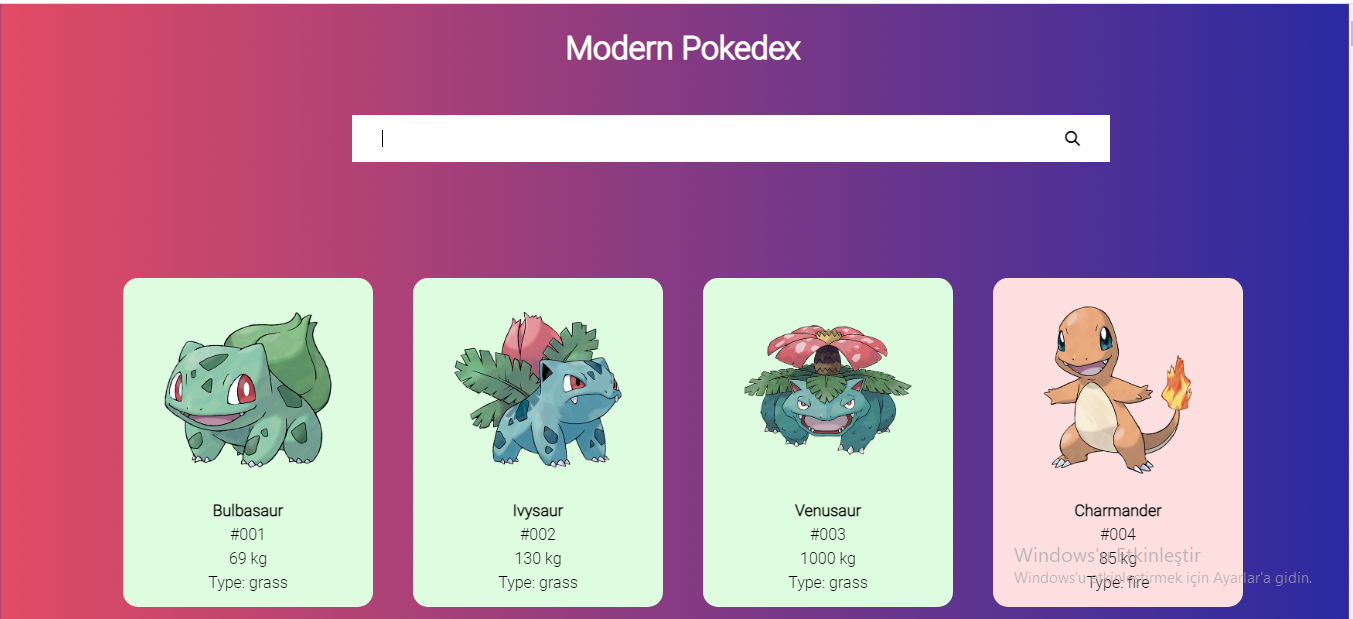 Modern Pokedex
Bulbasaur
#001
69 kg
Type: grass
Ivysaur
#002
130 kg
Type: grass
Venusaur
#003
1000 kg
Type: grass
Charmander
#004
85 kg
Type: fire
Windows'u Etkinleştir
Windows'u etkinleştirmek için Ayarlar'a gidin.